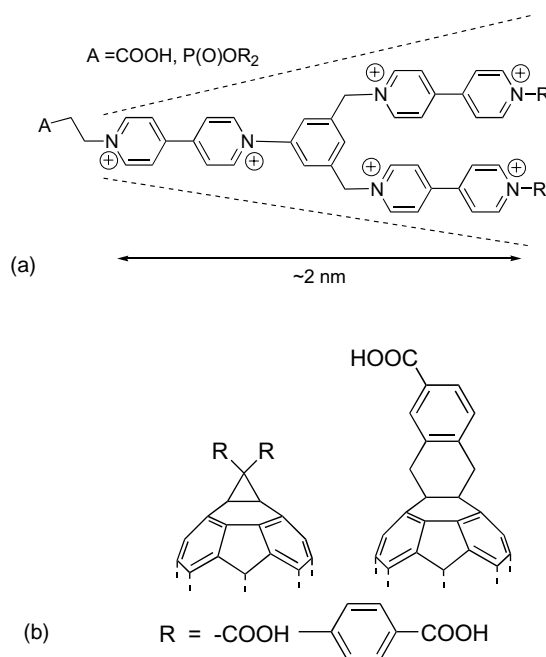 A =COOH, P(O)OR₂
A
N
⊕
N
⊕
⊕
N
⊕
N
R
⊕
N
⊕
N
R
(a)
~2 nm
HOOC
R R
(b)
R = -COOH
COOH